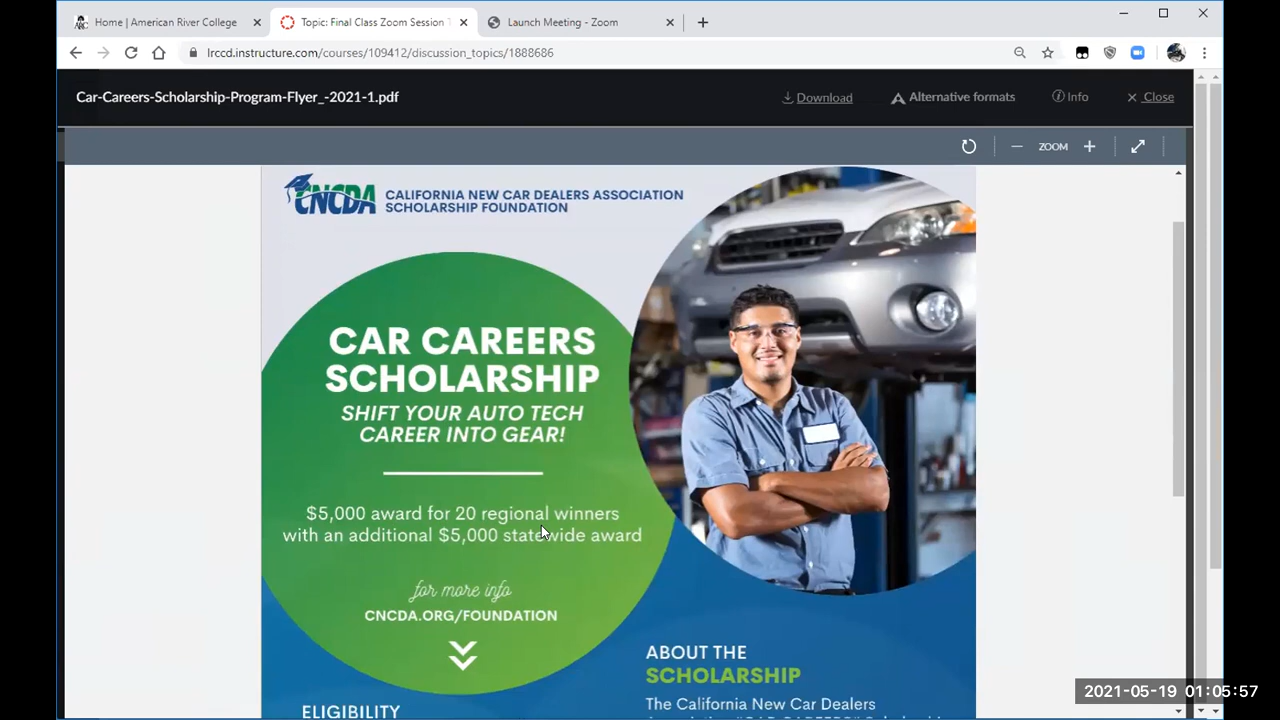 Home | American River College
Topic: Final Class Zoom Session 1
Launch Meeting - Zoom
lrccd.instructure.com/courses/109412/discussion_topics/1888686
Car-Careers-Scholarship-Program-Flyer_-2021-1.pdf
Download
Alternative formats
Info
Close
ZOOM
CNCDA
CALIFORNIA NEW CAR DEALERS ASSOCIATION
SCHOLARSHIP FOUNDATION
CAR CAREERS
SCHOLARSHIP
SHIFT YOUR AUTO TECH
CAREER INTO GEAR!
$5,000 award for 20 regional winners
with an additional $5,000 statewide award
for more info
CNCDA.ORG/FOUNDATION
ABOUT THE
SCHOLARSHIP
The California New Car Dealers
ELIGIBILITY
2021-05-19 01:05:57